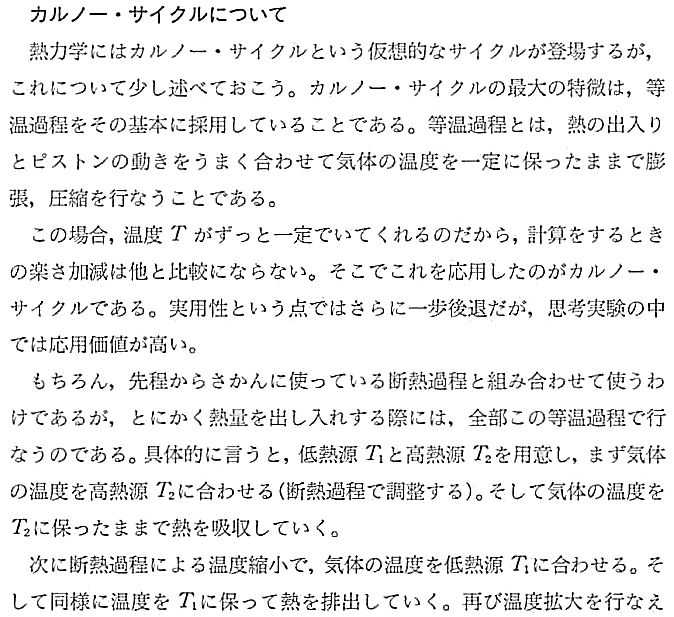 カルノー・サイクルについて
熱力学にはカルノー・サイクルという仮想的なサイクルが登場するが,
これについて少し述べておこう。カルノー・サイクルの最大の特徴は, 等
温過程をその基本に採用していることである。等温過程とは, 熱の出入り
とピストンの動きをうまく合わせて気体の温度を一定に保ったままで膨
張, 圧縮を行なうことである。
この場合, 温度 T がずっと一定でいてくれるのだから, 計算をするとき
の楽さ加減は他と比較にならない。そこでこれを応用したのがカルノー・
サイクルである。実用性という点ではさらに一歩後退だが, 思考実験の中
では応用価値が高い。
もちろん, 先程からさかんに使っている断熱過程と組み合わせて使うわ
けであるが, とにかく熱量を出し入れする際には, 全部この等温過程で行
なうのである。具体的に言うと, 低熱源 T₁と高熱源 T₂を用意し, まず気体
の温度を高熱源 T₂に合わせる(断熱過程で調整する)。そして気体の温度を
T₂に保ったままで熱を吸収していく。
次に断熱過程による温度縮小で, 気体の温度を低熱源 T₁に合わせる。そ
して同様に温度を T₁に保って熱を排出していく。再び温度拡大を行なえ